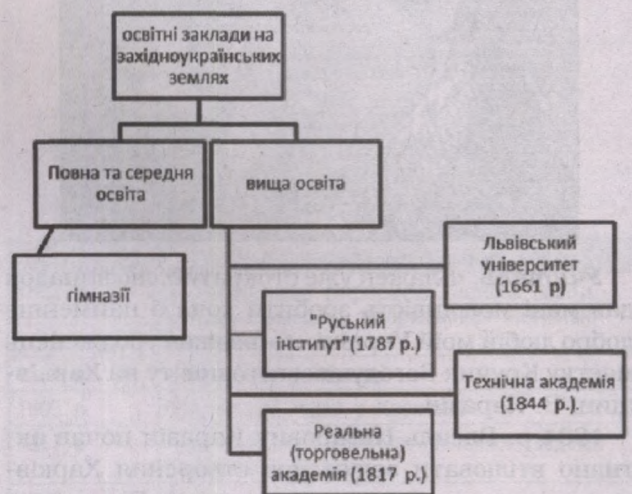 освітні заклади на
західноукраїнських
землях
Повна та середня
освіта
вища освіта
гімназії
Львівський
університет
(1661 р)
"Руський
інститут"(1787 р.)
Технічна академія
(1844 р.).
Реальна
(торговельна)
академія (1817 р.)